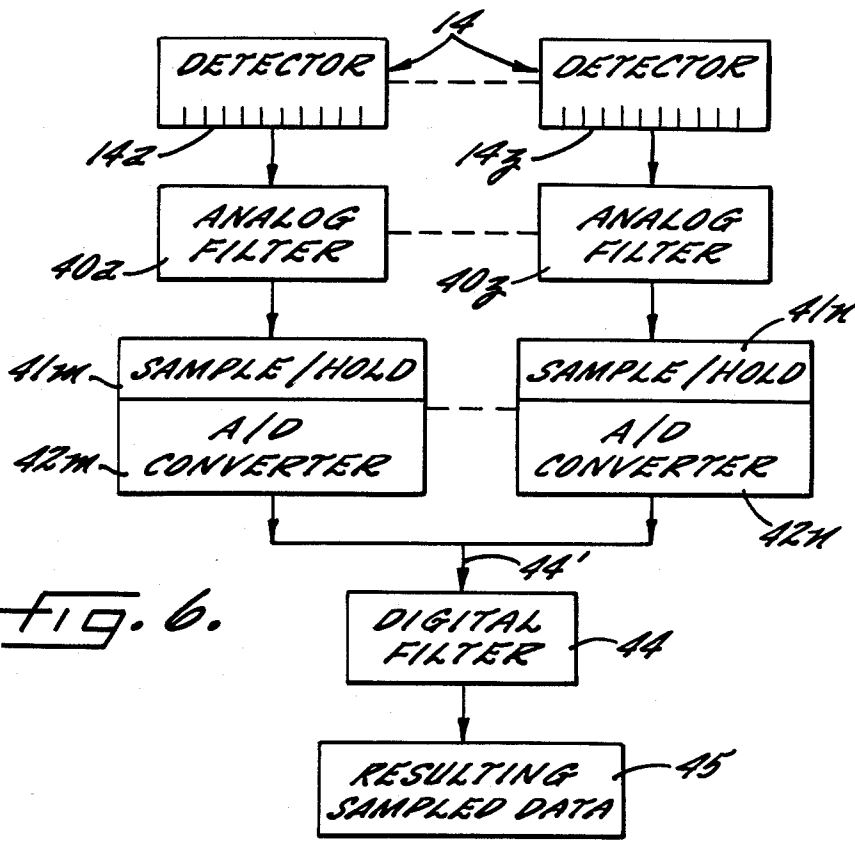 14
DETECTOR
DETECTOR
14a
14z
ANALOG
FILTER
ANALOG
FILTER
40a
40z
41n
41m
SAMPLE/HOLD
SAMPLE/HOLD
A/D
CONVERTER
A/D
CONVERTER
42m
42n
44'
Fig. 6.
DIGITAL
FILTER
44
RESULTING
SAMPLED DATA
45